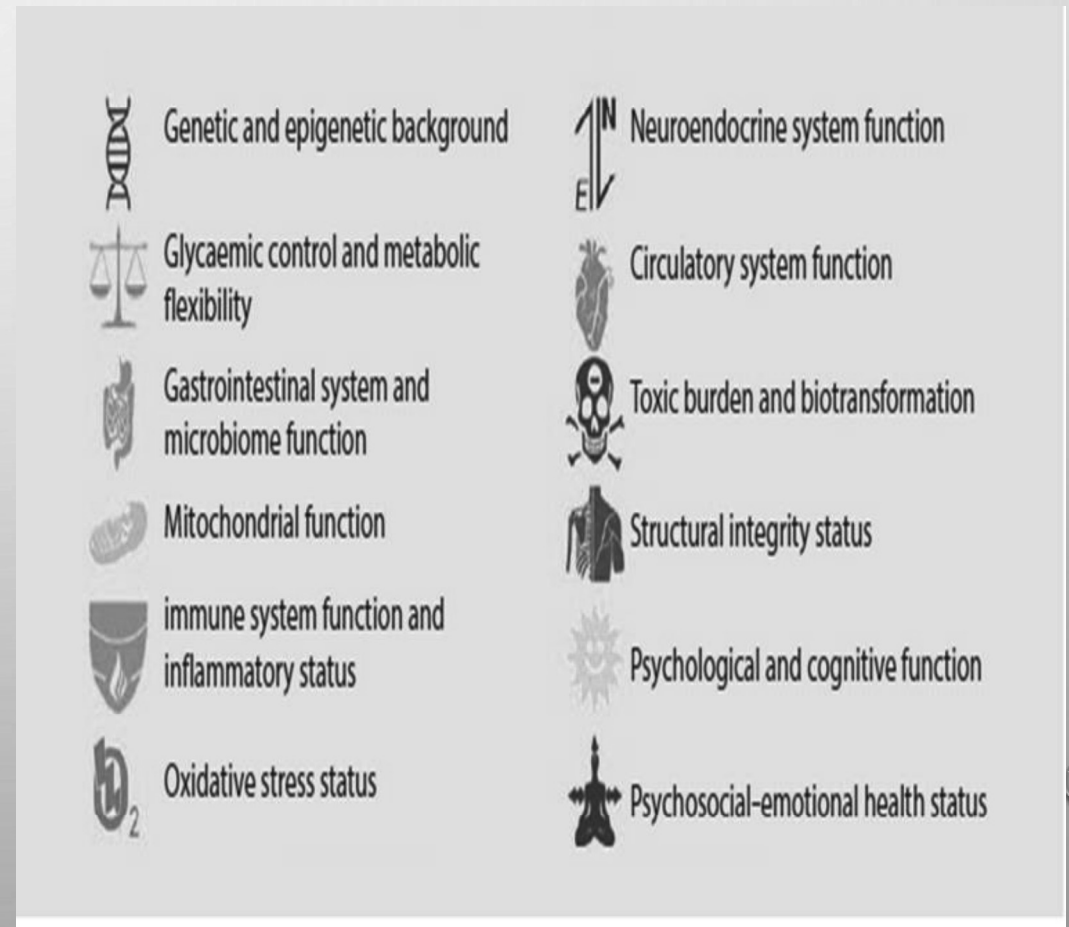 Genetic and epigenetic background
Glycaemic control and metabolic
flexibility
Gastrointestinal system and
microbiome function
Mitochondrial function
immune system function and
inflammatory status
O2
Oxidative stress status
N
E
Neuroendocrine system function
Circulatory system function
Toxic burden and biotransformation
Structural integrity status
Psychological and cognitive function
Psychosocial-emotional health status